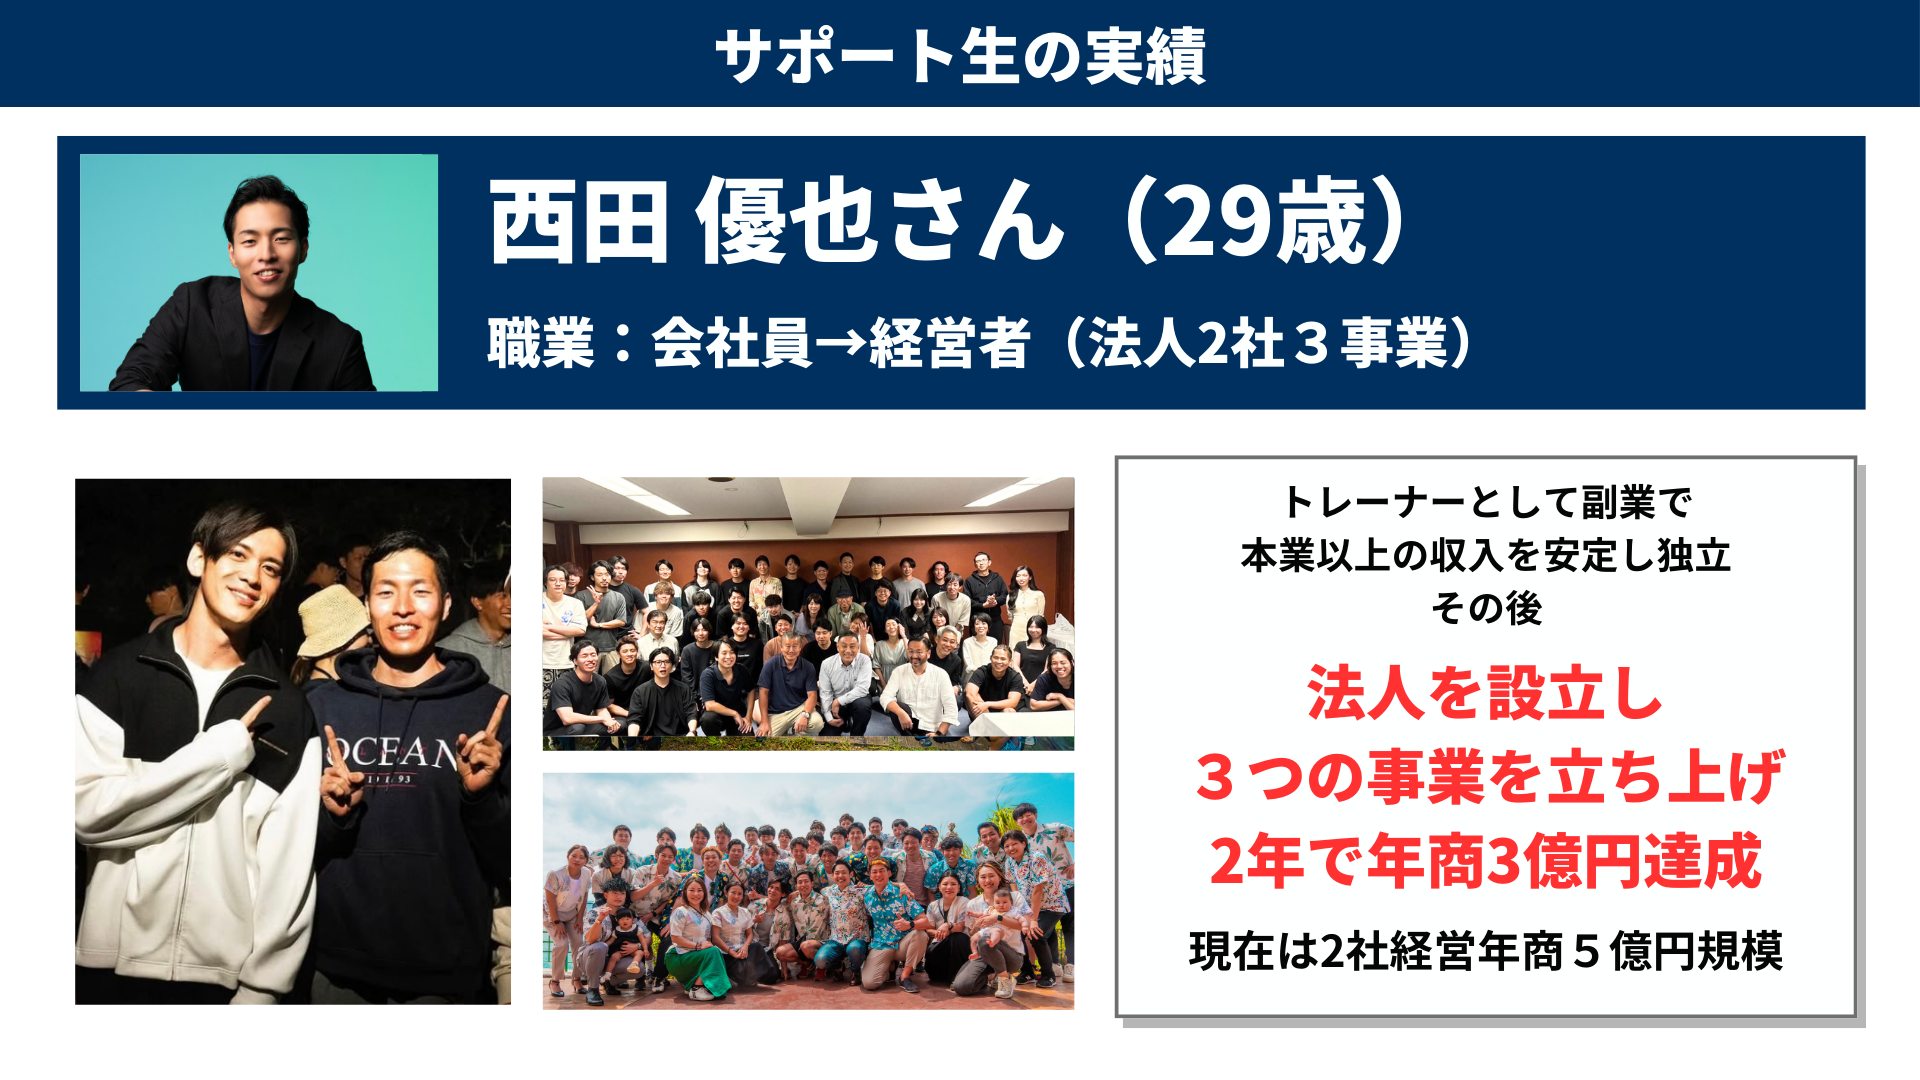 サポート生の実績
西田 優也さん（29歳）
職業：会社員→経営者（法人2社３事業）
OCEAN
トレーナーとして副業で
本業以上の収入を安定し独立
その後
法人を設立し
３つの事業を立ち上げ
2年で年商3億円達成
現在は2社経営年商５億円規模